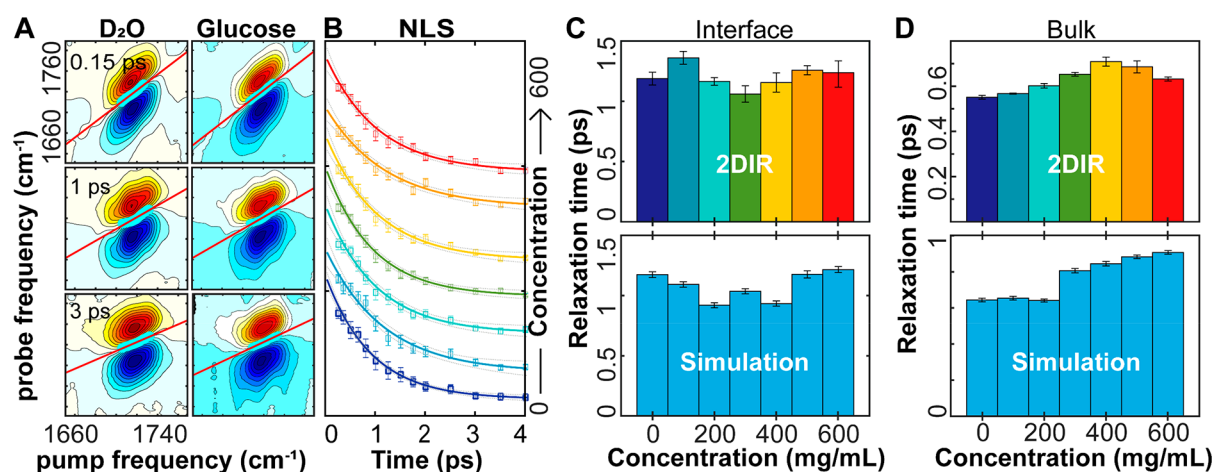 A
D₂O
Glucose
0.15 ps
1 ps
3 ps
1760
1660
probe frequency (cm⁻¹)
1660
1740
pump frequency (cm⁻¹)
B
NLS
0 1 2 3 4
Time (ps)
0 Concentration 600
C
Interface
1.5
1
0.5
0
2DIR
1.5
1
0.5
0
Simulation
Relaxation time (ps)
0 200 400 600
Concentration (mg/mL)
D
Bulk
0.6
0.4
0.2
2DIR
1
0
Simulation
Relaxation time (ps)
0 200 400 600
Concentration (mg/mL)